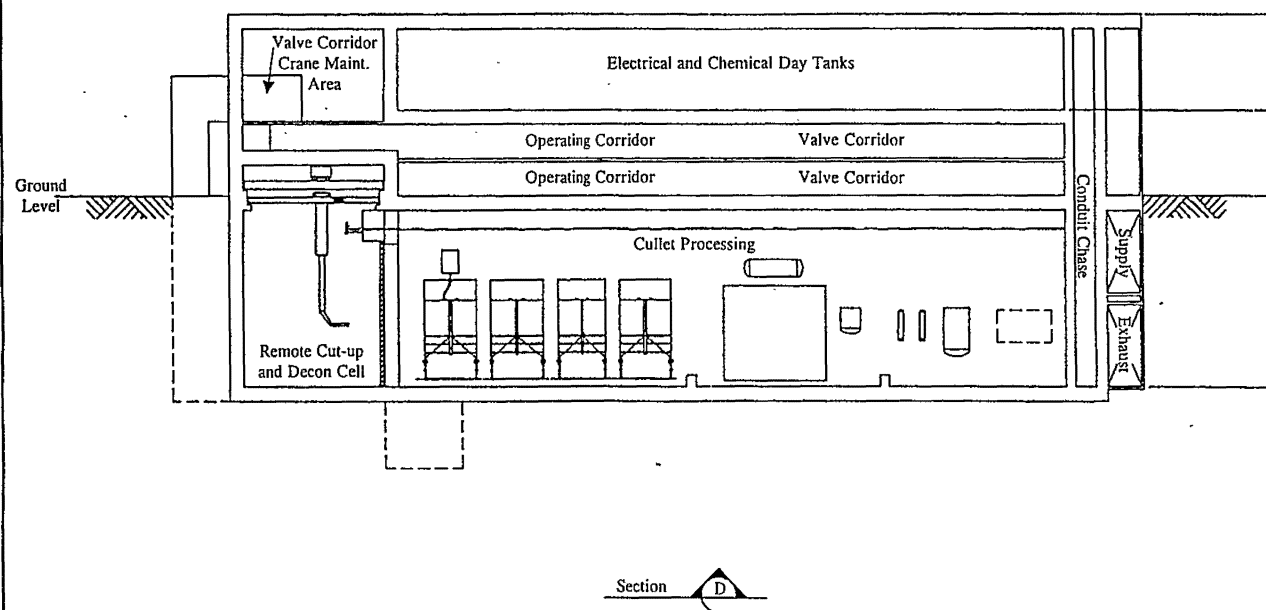 Valve Corridor
Crane Maint.
Area
Electrical and Chemical Day Tanks
Operating Corridor Valve Corridor
Operating Corridor Valve Corridor
Ground
Level
Conduit Chase
Cullet Processing
Supply
Exhaust
Remote Cut-up
and Decon Cell
Section D